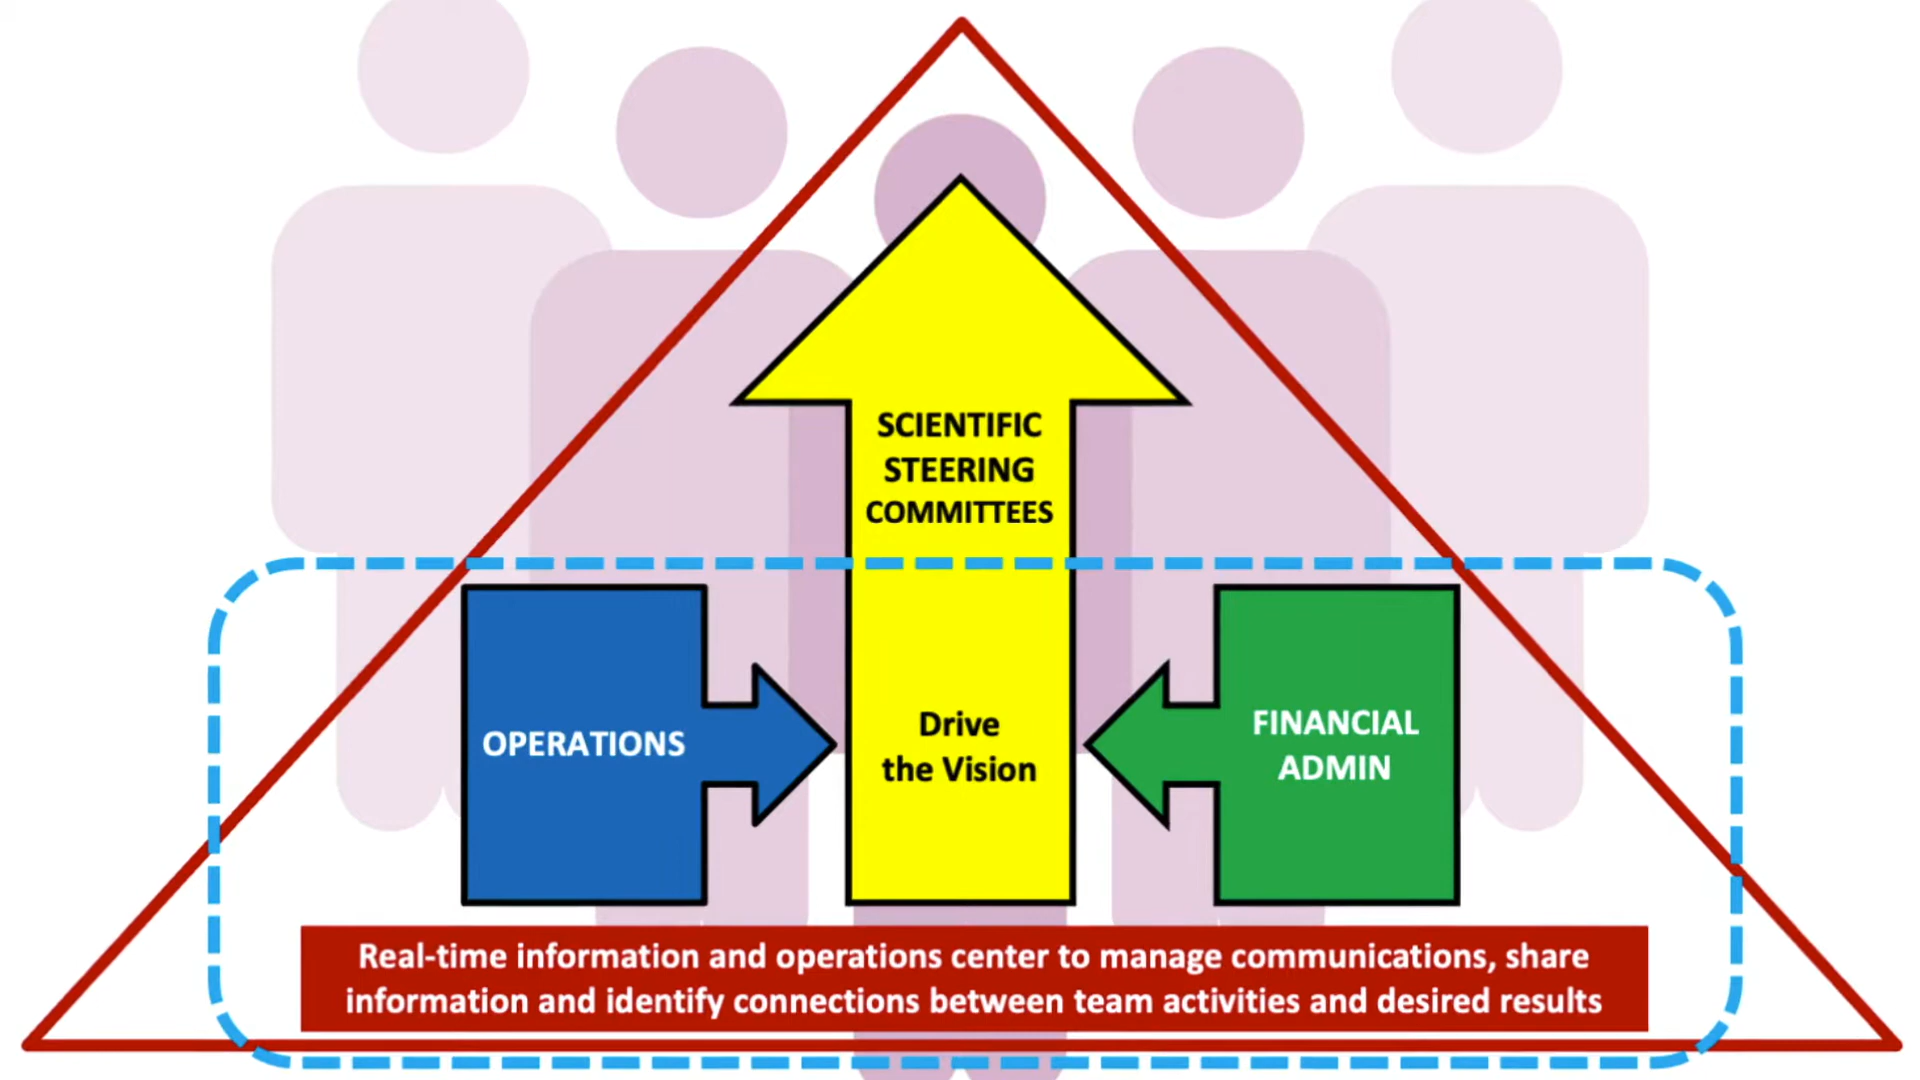 SCIENTIFIC
STEERING
COMMITTEES
OPERATIONS
Drive
the Vision
FINANCIAL
ADMIN
Real-time information and operations center to manage communications, share
information and identify connections between team activities and desired results